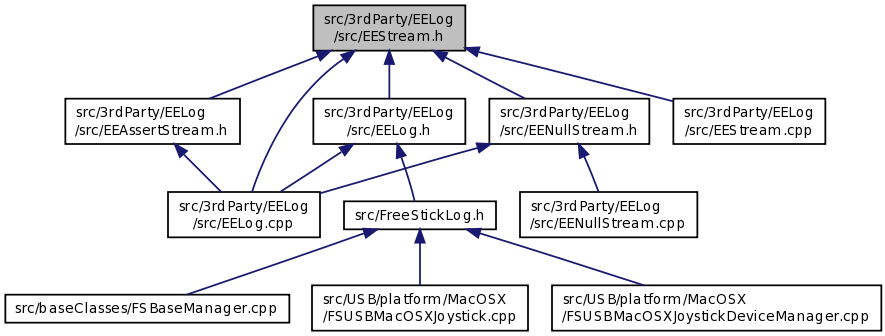 src/3rdParty/EELog
/src/EEStream.h
src/3rdParty/EELog
/src/EEAssertStream.h
src/3rdParty/EELog
/src/EELog.h
src/3rdParty/EELog
/src/EENullStream.h
src/3rdParty/EELog
/src/EEStream.cpp
src/3rdParty/EELog
/src/EELog.cpp
src/FreeStickLog.h
src/3rdParty/EELog
/src/EENullStream.cpp
src/baseClasses/FSBaseManager.cpp
src/USB/platform/MacOSX
/FSUSBMacOSXJoystick.cpp
src/USB/platform/MacOSX
/FSUSBMacOSXJoystickDeviceManager.cpp